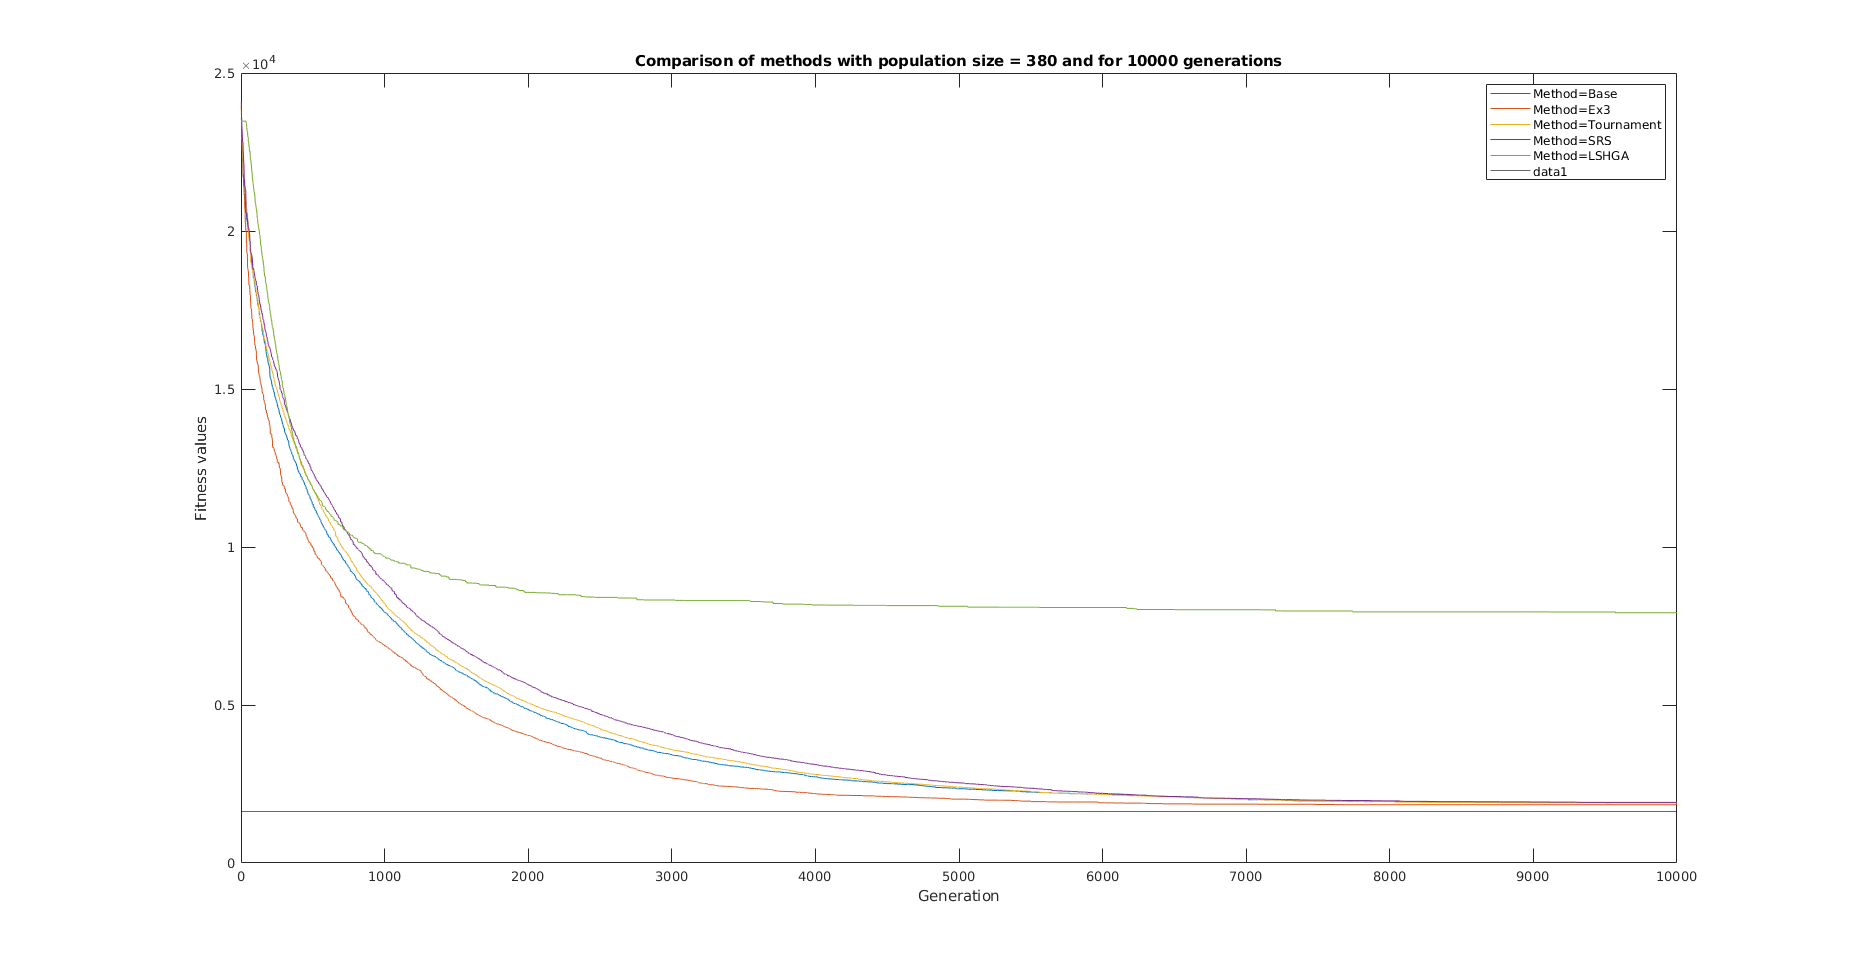 Comparison of methods with population size = 380 and for 10000 generations
×10⁴
2.5
2
1.5
1
0.5
0
Fitness values
Method=Base
Method=Ex3
Method=Tournament
Method=SRS
Method=LSHGA
data1
0 1000 2000 3000 4000 5000 6000 7000 8000 9000 10000
Generation